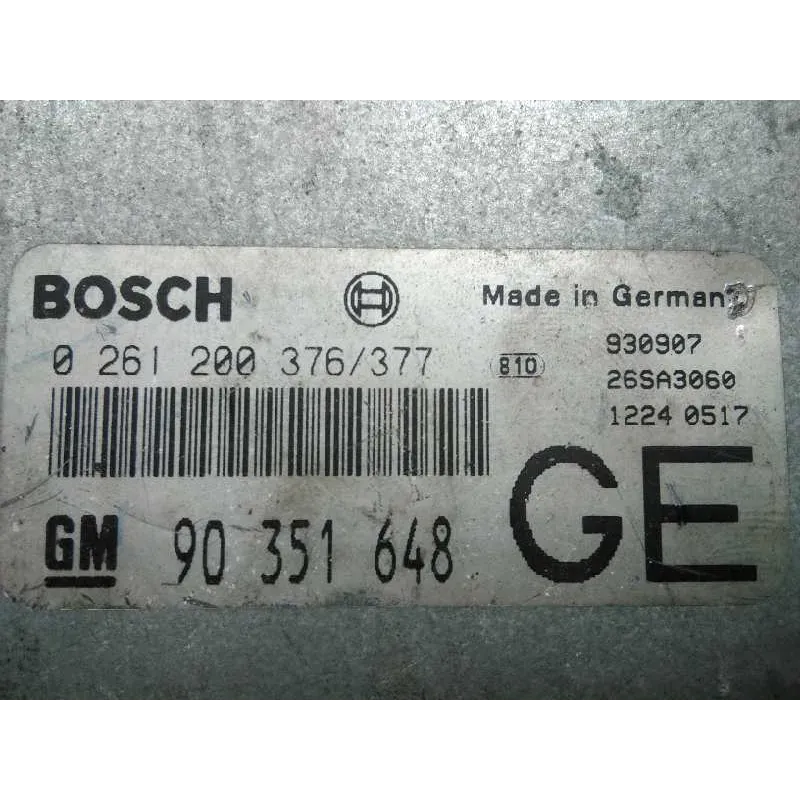 BOSCH Made in Germany
0 261 200 376/377 810 930907
26SA3060
1224 0517
GM 90 351 648 GE